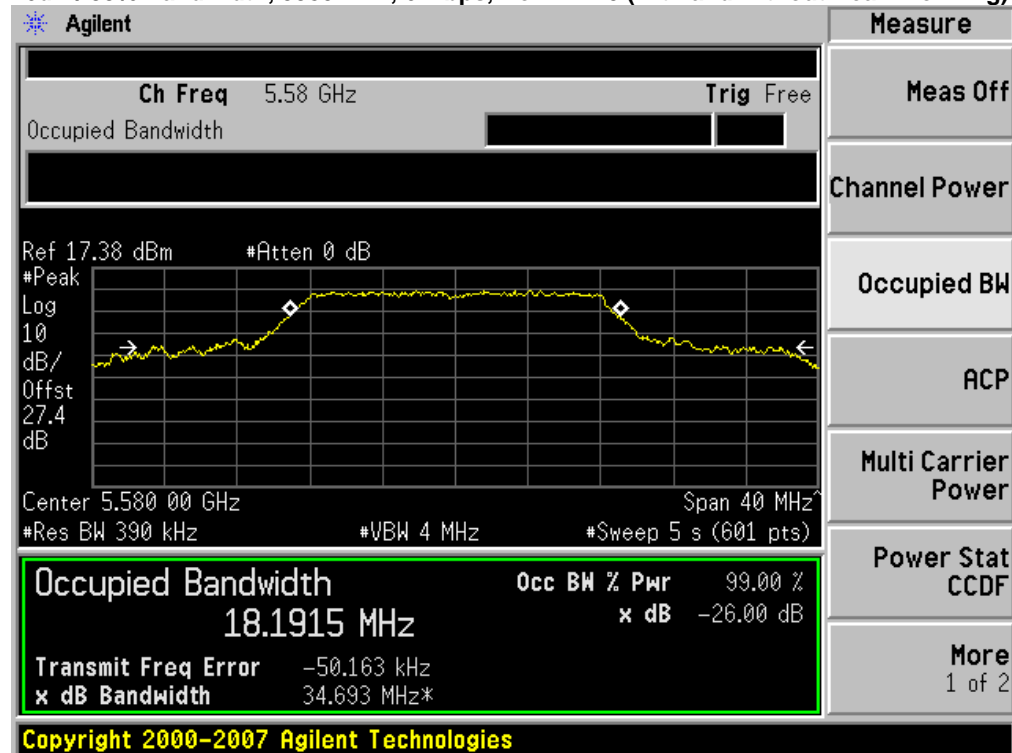 Agilent
Measure
Ch Freq 5.58 GHz Trig Free
Occupied Bandwidth
Meas Off
Channel Power
Occupied BW
ACP
Multi Carrier
Power
Power Stat
CCDF
More
1 of 2
Ref 17.38 dBm #Atten 0 dB
#Peak
Log
10
dB/
Offst
27.4
dB
Center 5.580 00 GHz Span 40 MHz^
#Res BW 390 kHz #VBW 4 MHz #Sweep 5 s (601 pts)
Occupied Bandwidth Occ BW % Pwr 99.00 %
18.1915 MHz x dB -26.00 dB
Transmit Freq Error -50.163 kHz
x dB Bandwidth 34.693 MHz*
Copyright 2000-2007 Agilent Technologies